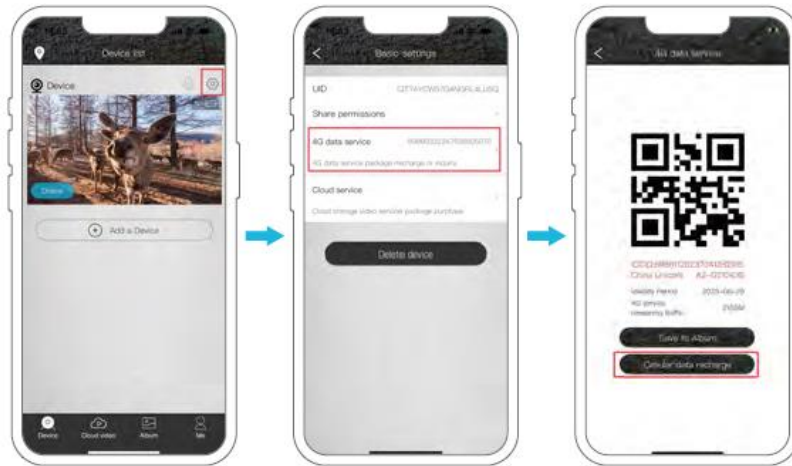 Device list
Device
Online
Add a Device
Device
Cloud video
Album
Me
Basic settings
UID
Share permissions
4G data service
4G data service package recharge or inquiry
Cloud service
Cloud storage video service package purchase
Delete device
4G data service
China Unicom
validity period
4G service
remaining traffic
Save to Album
Cellular data recharge